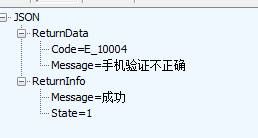 JSON
ReturnData
Code=E_10004
Message=手机验证不正确
ReturnInfo
Message=成功
State=1